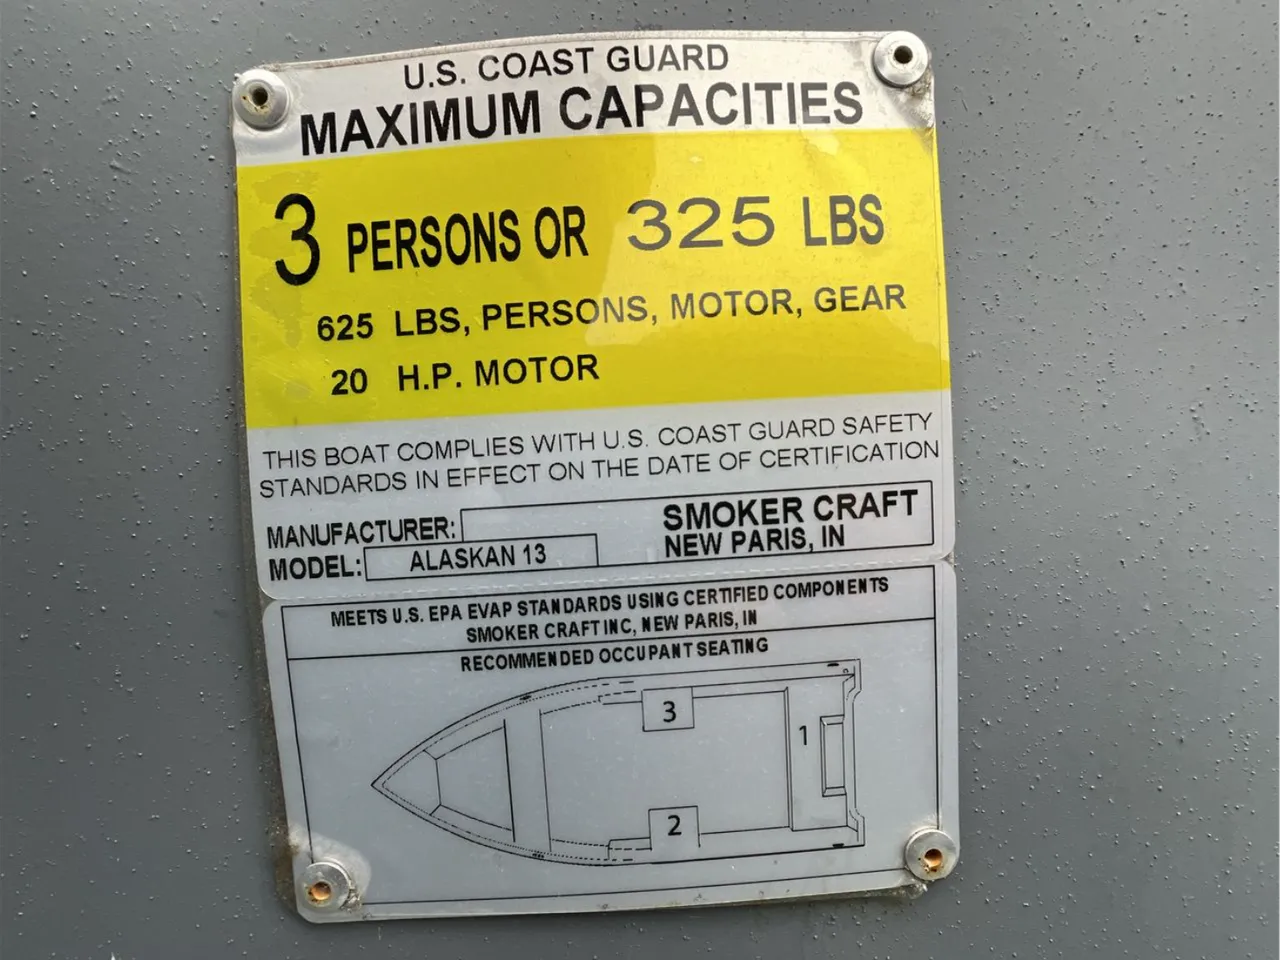 U.S. COAST GUARD
MAXIMUM CAPACITIES
3 PERSONS OR 325 LBS
625 LBS, PERSONS, MOTOR, GEAR
20 H.P. MOTOR
THIS BOAT COMPLIES WITH U.S. COAST GUARD SAFETY
STANDARDS IN EFFECT ON THE DATE OF CERTIFICATION
MANUFACTURER: SMOKER CRAFT
NEW PARIS, IN
MODEL: ALASKAN 13
MEETS U.S. EPA EVAP STANDARDS USING CERTIFIED COMPONENTS
SMOKER CRAFT INC, NEW PARIS, IN
RECOMMENDED OCCUPANT SEATING
3
1
2